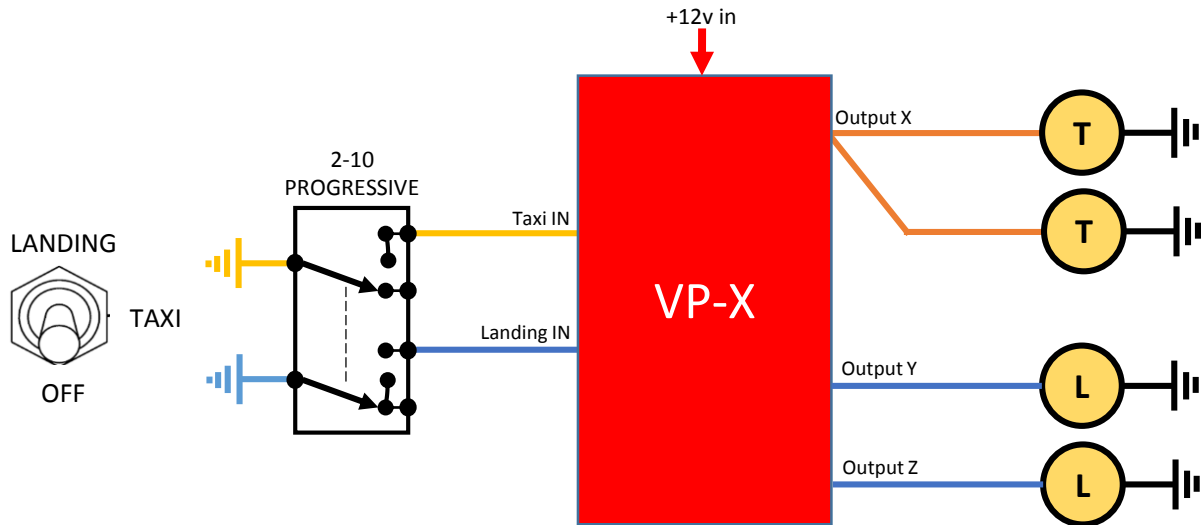 +12v in
2-10
PROGRESSIVE
LANDING
TAXI
OFF
Taxi IN
Landing IN
VP-X
Output X
T
T
Output Y
L
Output Z
L